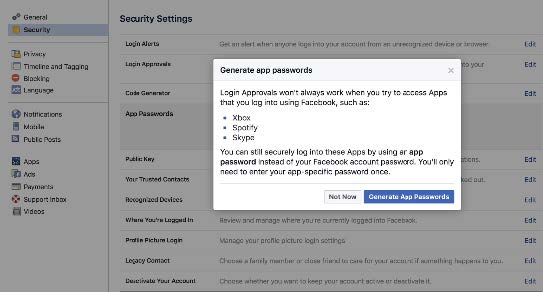 General
Security
Privacy
Timeline and Tagging
Blocking
Language
Notifications
Mobile
Public Posts
Apps
Ads
Payments
Support Inbox
Videos
Security Settings
Login Alerts Get an alert when anyone logs into your account from an unrecognized device or browser. Edit
Login Approvals to your Edit
Code Generator Edit
App Passwords
Public Key ations. Edit
Your Trusted Contacts ked out. Edit
Recognized Devices Edit
Where You're Logged In Review and manage where you're currently logged into Facebook. Edit
Profile Picture Login Manage your profile picture login settings Edit
Legacy Contact Choose a family member or close friend to care for your account if something happens to you. Edit
Deactivate Your Account Choose whether you want to keep your account active or deactivate it. Edit
Generate app passwords
Login Approvals won't always work when you try to access Apps
that you log into using Facebook, such as:
• Xbox
• Spotify
• Skype
You can still securely log into these Apps by using an app
password instead of your Facebook account password. You'll only
need to enter your app-specific password once.
Not Now Generate App Passwords